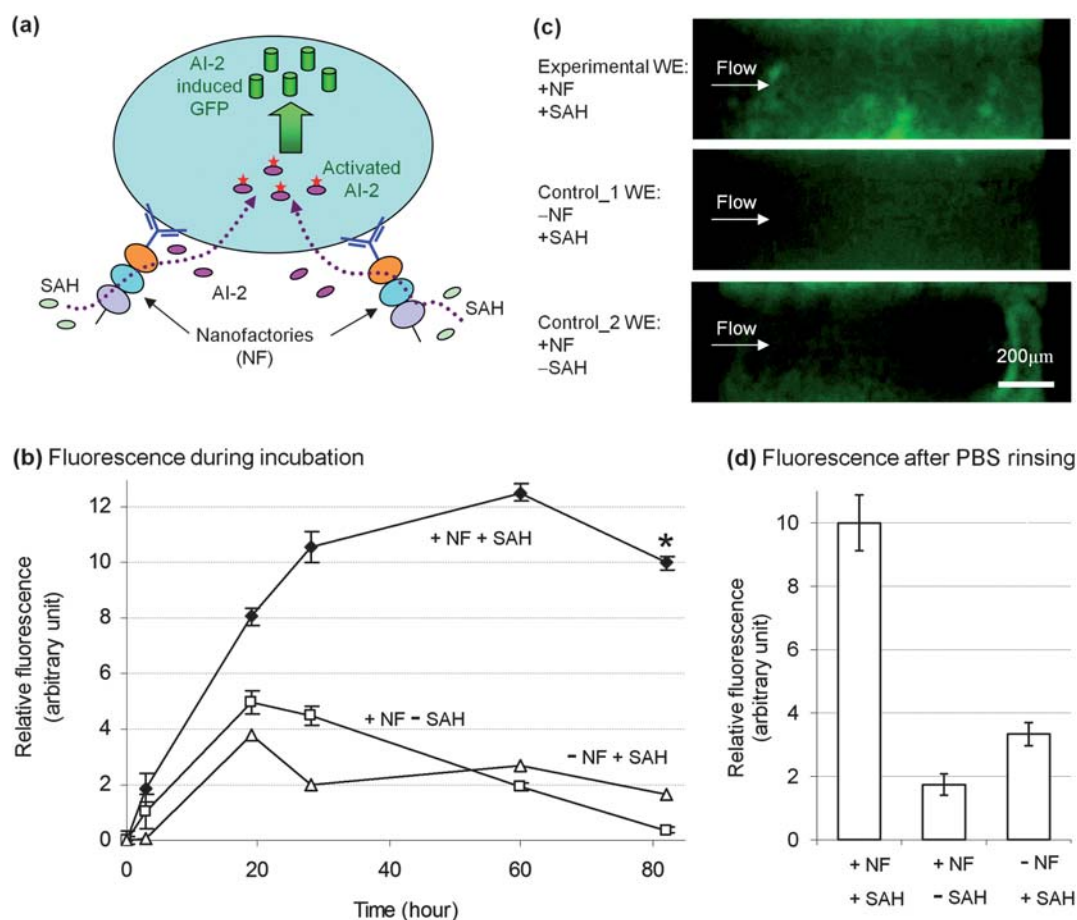 (a)
AI-2
induced
GFP
Activated
AI-2
SAH
AI-2
SAH
Nanofactories
(NF)
(c)
Experimental WE:
+NF
+SAH
Flow
Control_1 WE:
–NF
+SAH
Flow
Control_2 WE:
+NF
–SAH
Flow
200μm
(b) Fluorescence during incubation
Relative fluorescence
(arbitrary unit)
12
10
8
6
4
2
0
+ NF + SAH
*
+ NF – SAH
– NF + SAH
0
20
40
60
80
Time (hour)
(d) Fluorescence after PBS rinsing
Relative fluorescence
(arbitrary unit)
10
8
6
4
2
0
+ NF
+ SAH
+ NF
- SAH
- NF
+ SAH